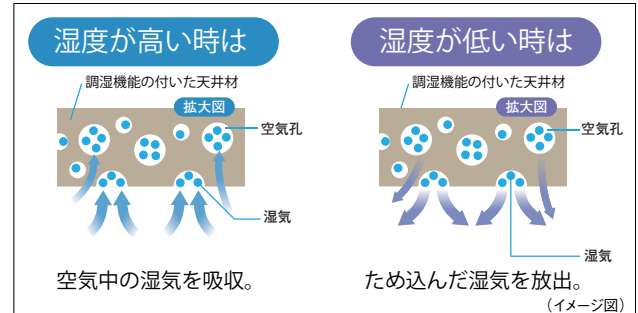 湿度が高い時は
調湿機能の付いた天井材
拡大図
空気孔
湿気
空気中の湿気を吸収。
湿度が低い時は
調湿機能の付いた天井材
拡大図
空気孔
湿気
ため込んだ湿気を放出。
(イメージ図)